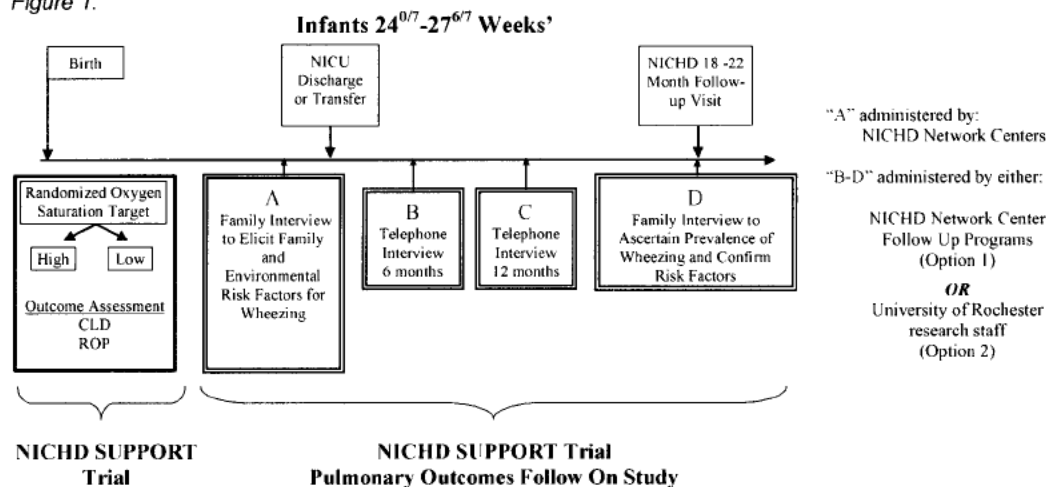 Figure 1.
Infants 24^0/7-27^6/7 Weeks'
Birth
NICU
Discharge
or Transfer
NICHD 18 -22
Month Follow-
up Visit
"A" administered by:
NICHD Network Centers
"B-D" administered by either:
NICHD Network Center
Follow Up Programs
(Option 1)
OR
University of Rochester
research staff
(Option 2)
Randomized Oxygen
Saturation Target
High
Low
Outcome Assessment
CLD
ROP
A
Family Interview
to Elicit Family
and
Environmental
Risk Factors for
Wheezing
B
Telephone
Interview
6 months
C
Telephone
Interview
12 months
D
Family Interview to
Ascertain Prevalence of
Wheezing and Confirm
Risk Factors
NICHD SUPPORT
Trial
NICHD SUPPORT Trial
Pulmonary Outcomes Follow On Study